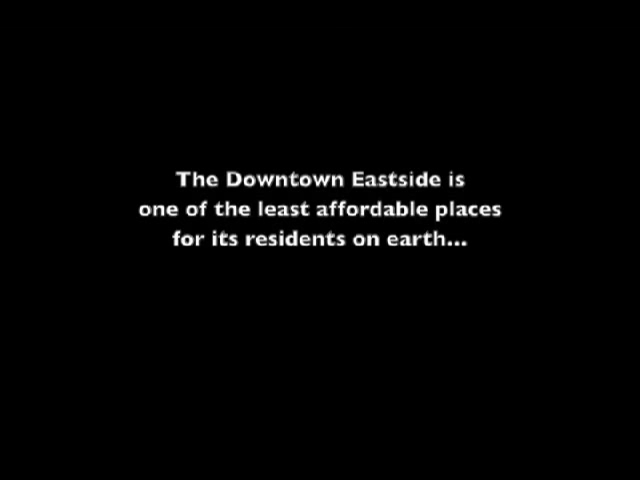 The Downtown Eastside is
one of the least affordable places
for its residents on earth...